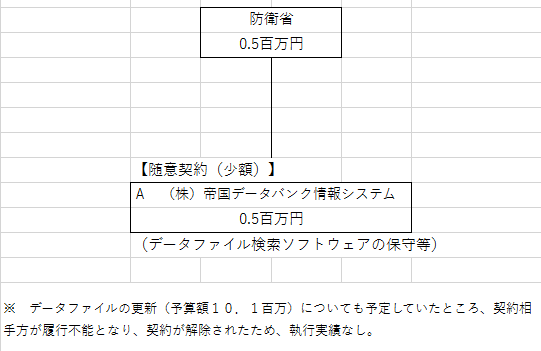 防衛省
0.5百万円
【随意契約（少額）】
A　（株）帝国データバンク情報システム
0.5百万円
（データファイル検索ソフトウェアの保守等）
※　データファイルの更新（予算額１０．１百万）についても予定していたところ、契約相
手方が履行不能となり、契約が解除されたため、執行実績なし。